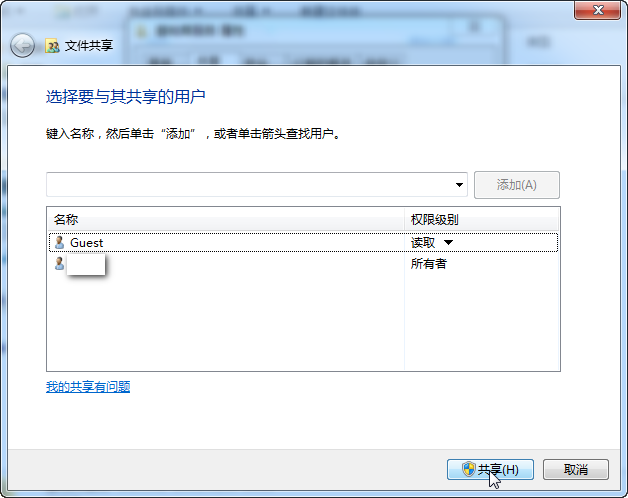 文件共享
选择要与其共享的用户
键入名称，然后单击“添加”，或者单击箭头查找用户。
添加(A)
名称 权限级别
Guest 读取
所有者
我的共享有问题
共享(H) 取消